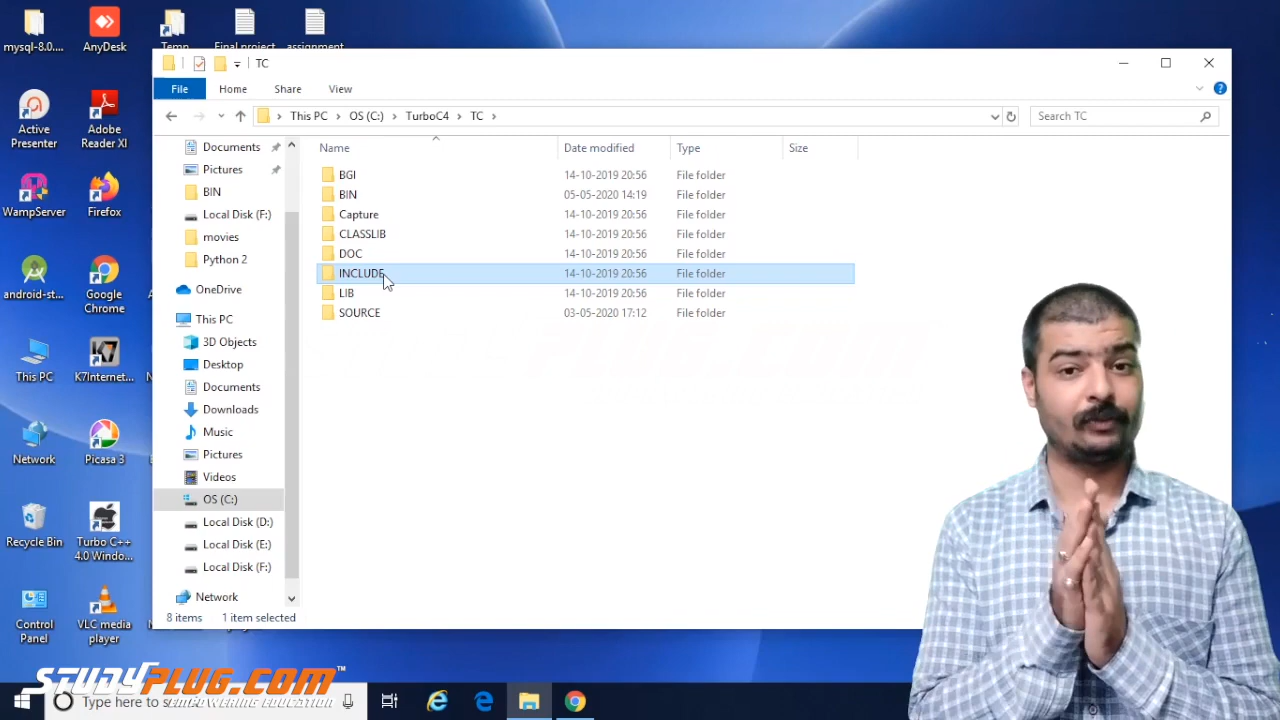 mysql-8.0....
AnyDesk
Temp
Final project
assignment
TC
File
Home
Share
View
This PC
OS (C:)
TurboC4
TC
Search TC
Active
Presenter
Adobe
Reader XI
WampServer
Firefox
android-st...
Google
Chrome
This PC
K7Internet...
Network
Picasa 3
Recycle Bin
Turbo C++
4.0 Windo...
Control
Panel
VLC media
player
Documents
Pictures
BIN
Local Disk (F:)
movies
Python 2
OneDrive
This PC
3D Objects
Desktop
Documents
Downloads
Music
Pictures
Videos
OS (C:)
Local Disk (D:)
Local Disk (E:)
Local Disk (F:)
Network
Name Date modified Type Size
BGI 14-10-2019 20:56 File folder
BIN 05-05-2020 14:19 File folder
Capture 14-10-2019 20:56 File folder
CLASSLIB 14-10-2019 20:56 File folder
DOC 14-10-2019 20:56 File folder
INCLUDE 14-10-2019 20:56 File folder
LIB 14-10-2019 20:56 File folder
SOURCE 03-05-2020 17:12 File folder
8 items 1 item selected
STUDYPLUG.COM™
EMPOWERING EDUCATION
Type here to s